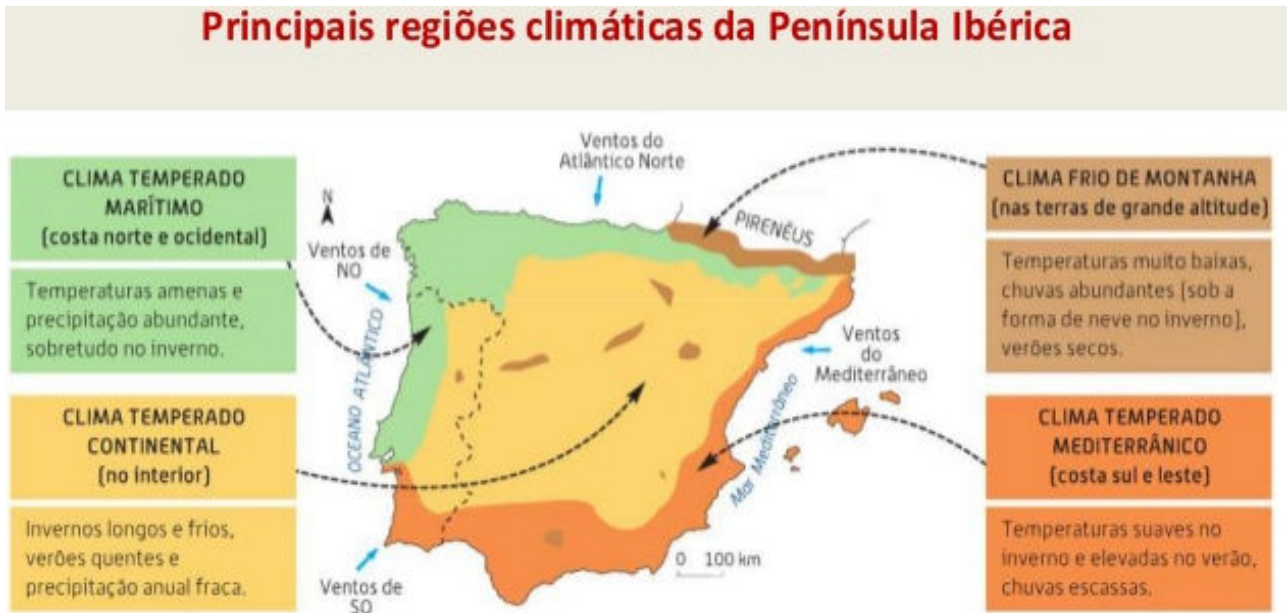 Principais regiões climáticas da Península Ibérica
CLIMA TEMPERADO
MARÍTIMO
(costa norte e ocidental)
Temperaturas amenas e
precipitação abundante,
sobretudo no inverno.
CLIMA TEMPERADO
CONTINENTAL
(no interior)
Invernos longos e frios,
verões quentes e
precipitação anual fraca.
N
Ventos do
Atlântico Norte
Ventos de
NO
OCEANO ATLÂNTICO
PIRENÉUS
Ventos
do
Mediterrâneo
Mar Mediterrâneo
0 100 km
Ventos de
SO
CLIMA FRIO DE MONTANHA
(nas terras de grande altitude)
Temperaturas muito baixas,
chuvas abundantes (sob a
forma de neve no inverno),
verões secos.
CLIMA TEMPERADO
MEDITERRÂNICO
(costa sul e leste)
Temperaturas suaves no
inverno e elevadas no verão,
chuvas escassas.